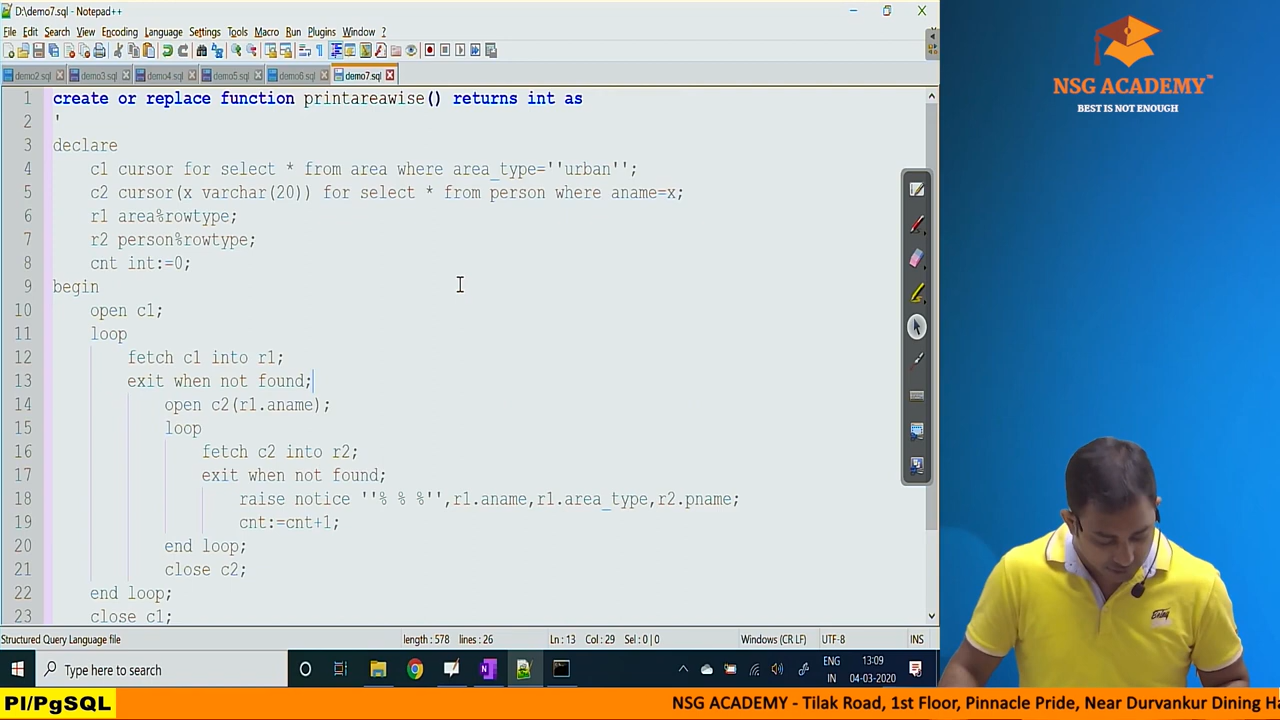 D:\demo7.sql - Notepad++
File Edit Search View Encoding Language Settings Tools Macro Run Plugins Window ?
demo2.sql demo3.sql demo4.sql demo5.sql demo6.sql demo7.sql
1 create or replace function printareawise() returns int as
2 '
3 declare
4 c1 cursor for select * from area where area_type=''urban'';
5 c2 cursor(x varchar(20)) for select * from person where aname=x;
6 r1 area%rowtype;
7 r2 person%rowtype;
8 cnt int:=0;
9 begin
10 open c1;
11 loop
12 fetch c1 into r1;
13 exit when not found;
14 open c2(r1.aname);
15 loop
16 fetch c2 into r2;
17 exit when not found;
18 raise notice ''% % %'',r1.aname,r1.area_type,r2.pname;
19 cnt:=cnt+1;
20 end loop;
21 close c2;
22 end loop;
23 close c1;
Structured Query Language file length : 578 lines : 26 Ln : 13 Col : 29 Sel : 0 | 0 Windows (CR LF) UTF-8 INS
Type here to search
ENG
IN
13:09
04-03-2020
NSG ACADEMY™
BEST IS NOT ENOUGH
Pl/PgSQL
NSG ACADEMY - Tilak Road, 1st Floor, Pinnacle Pride, Near Durvankur Dining Ha